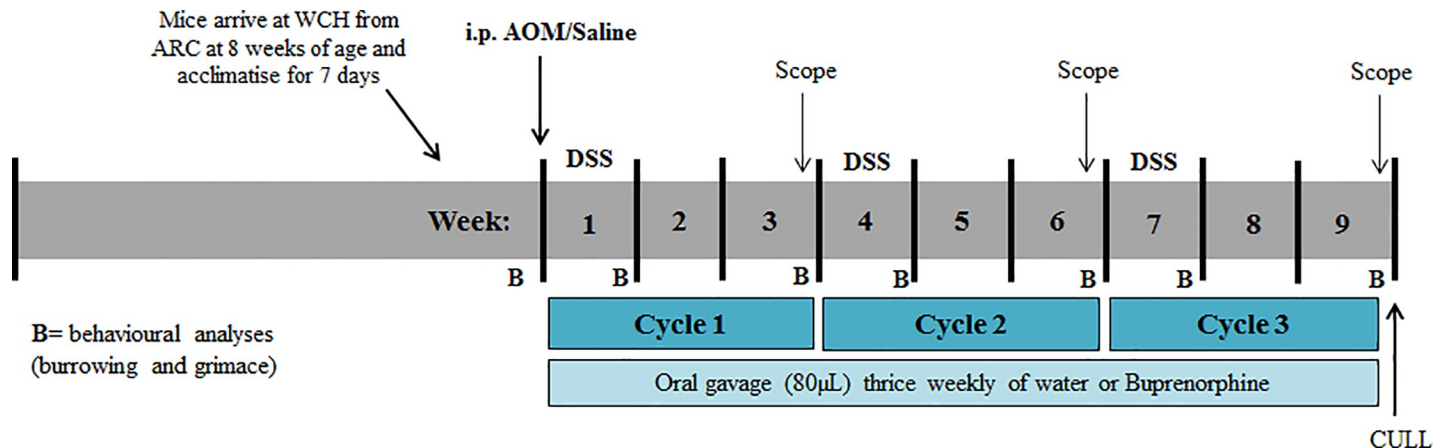 Mice arrive at WCH from
ARC at 8 weeks of age and
acclimatise for 7 days
i.p. AOM/Saline
Scope
Scope
Scope
DSS
DSS
DSS
Week: 1 2 3 4 5 6 7 8 9
B B B B B B B
Cycle 1 Cycle 2 Cycle 3
B= behavioural analyses
(burrowing and grimace)
Oral gavage (80µL) thrice weekly of water or Buprenorphine
CULL